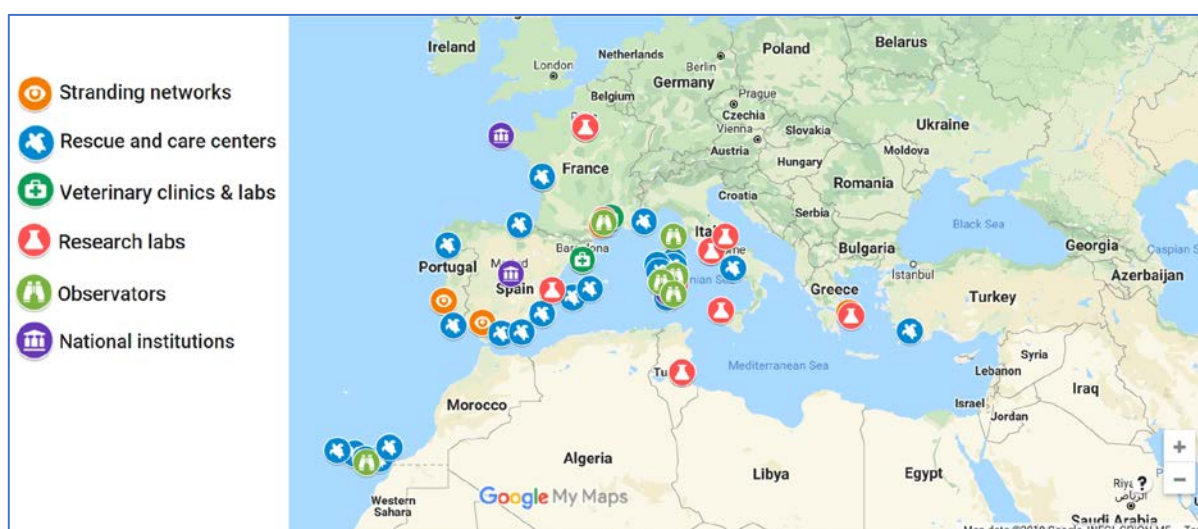 Stranding networks
Rescue and care centers
Veterinary clinics & labs
Research labs
Observators
National institutions
Ireland
Netherlands
Berlin
Poland
Belarus
London
Germany
Belgium
Prague
Czechia
Ukraine
Vienna
Slovakia
Moldova
Austria
Hungary
France
Romania
Croatia
Serbia
Black Sea
Bulgaria
Georgia
Caspian
Portugal
Spain
Istanbul
Azerbaijan
Greece
Turkey
Mediterranean Sea
Syria
Lebanon
Iraq
Israel
Jordan
Morocco
Algeria
Libya
Egypt
Western
Sahara
Google My Maps
+
−
?
الرياض
Saudi Arabia